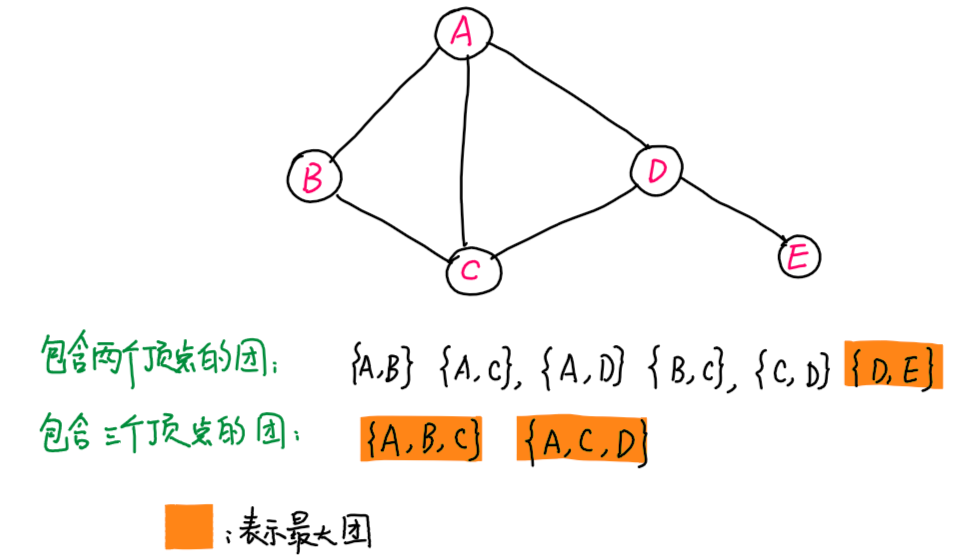 A
B
D
C
E
包含两个顶点的团: {A,B} {A,C}, {A,D} {B,C}, {C,D} {D,E}
包含三个顶点的团: {A,B,C} {A,C,D}
:表示最大团